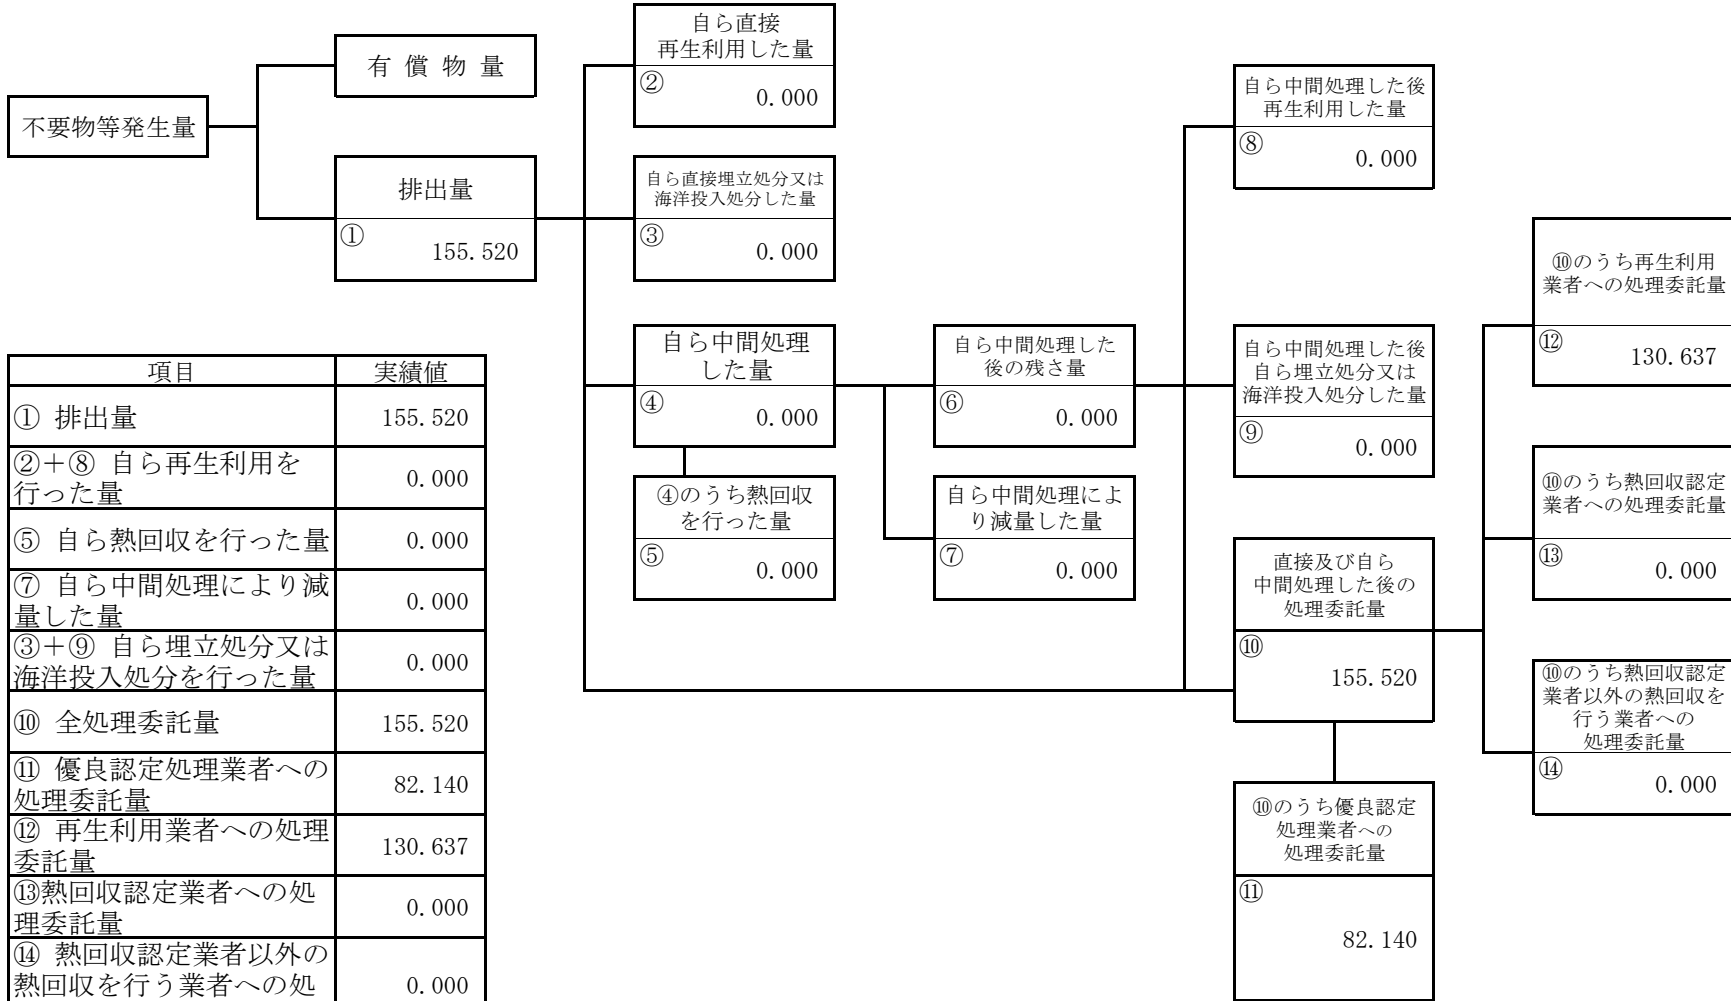 不要物等発生量
有 償 物 量
排出量
①
155.520
自ら直接
再生利用した量
②
0.000
自ら直接埋立処分又は
海洋投入処分した量
③
0.000
自ら中間処理
した量
④
0.000
④のうち熱回収
を行った量
⑤
0.000
自ら中間処理した
後の残さ量
⑥
0.000
自ら中間処理によ
り減量した量
⑦
0.000
自ら中間処理した後
再生利用した量
⑧
0.000
自ら中間処理した後
自ら埋立処分又は
海洋投入処分した量
⑨
0.000
直接及び自ら
中間処理した後の
処理委託量
⑩
155.520
⑩のうち優良認定
処理業者への
処理委託量
⑪
82.140
⑩のうち再生利用
業者への処理委託量
⑫
130.637
⑩のうち熱回収認定
業者への処理委託量
⑬
0.000
⑩のうち熱回収認定
業者以外の熱回収を
行う業者への
処理委託量
⑭
0.000
項目 実績値
① 排出量 155.520
②＋⑧ 自ら再生利用を
行った量 0.000
⑤ 自ら熱回収を行った量 0.000
⑦ 自ら中間処理により減
量した量 0.000
③＋⑨ 自ら埋立処分又は
海洋投入処分を行った量 0.000
⑩ 全処理委託量 155.520
⑪ 優良認定処理業者への
処理委託量 82.140
⑫ 再生利用業者への処理
委託量 130.637
⑬熱回収認定業者への処
理委託量 0.000
⑭ 熱回収認定業者以外の
熱回収を行う業者への処 0.000